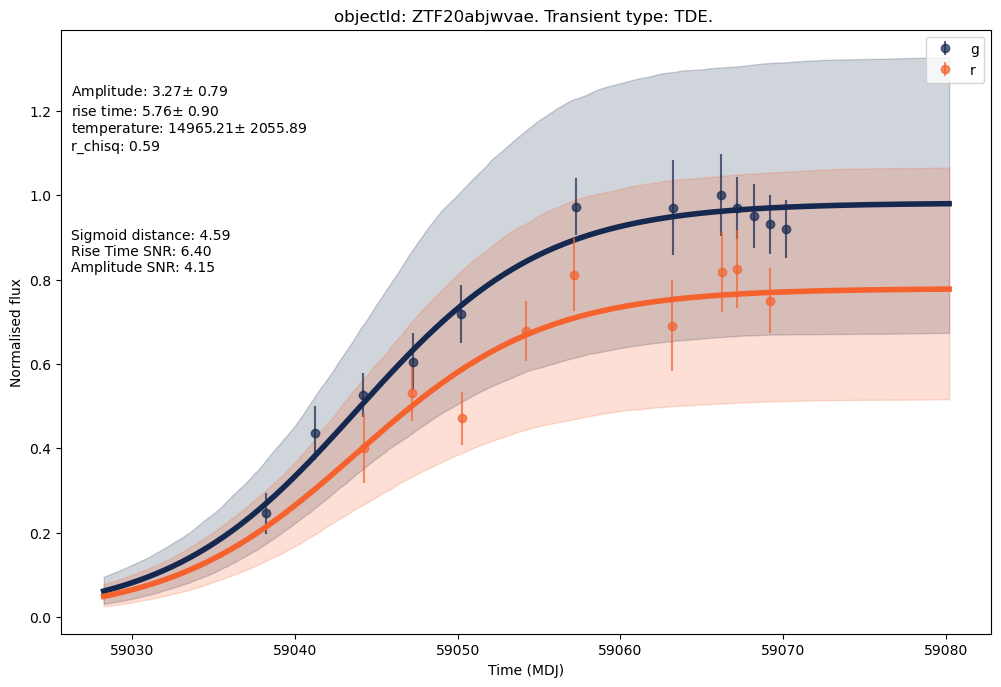 objectId: ZTF20abjwvae. Transient type: TDE.
g
r
Amplitude: 3.27± 0.79
rise time: 5.76± 0.90
temperature: 14965.21± 2055.89
r_chisq: 0.59
Sigmoid distance: 4.59
Rise Time SNR: 6.40
Amplitude SNR: 4.15
Normalised flux
1.2
1.0
0.8
0.6
0.4
0.2
0.0
59030 59040 59050 59060 59070 59080
Time (MDJ)